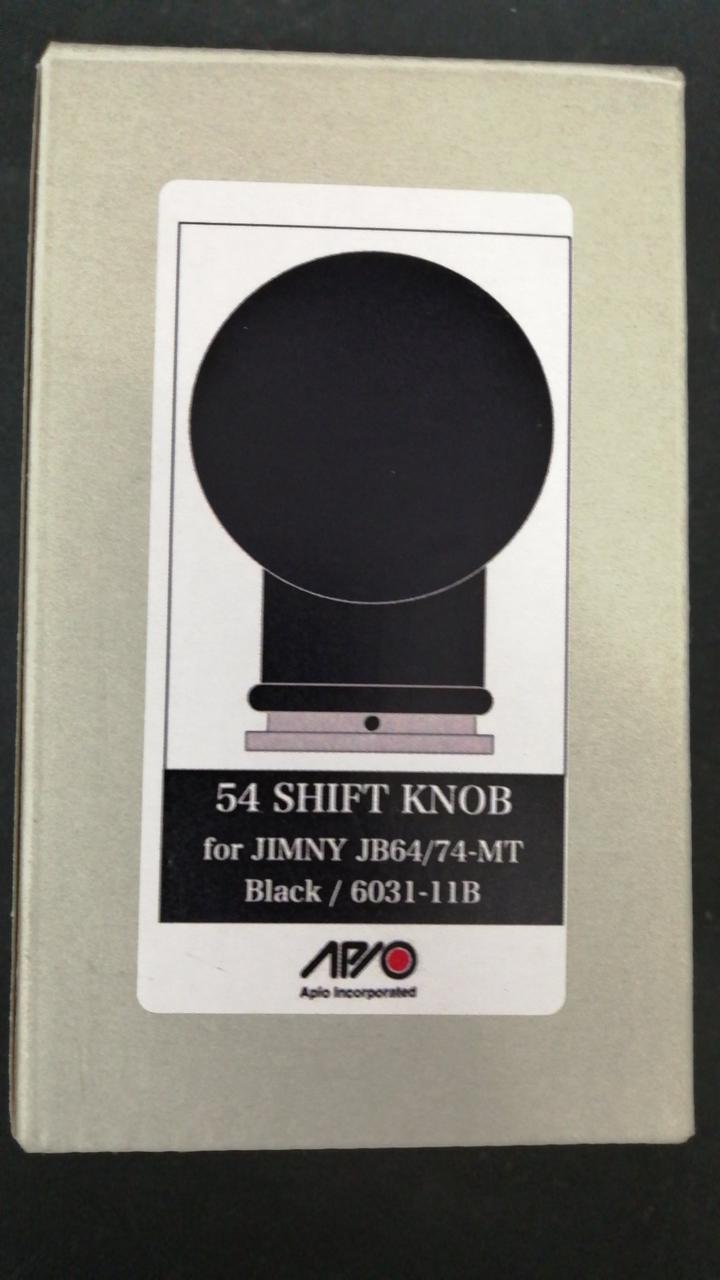 54 SHIFT KNOB
for JIMNY JB64/74-MT
Black / 6031-11B
APIO
Apio Incorporated